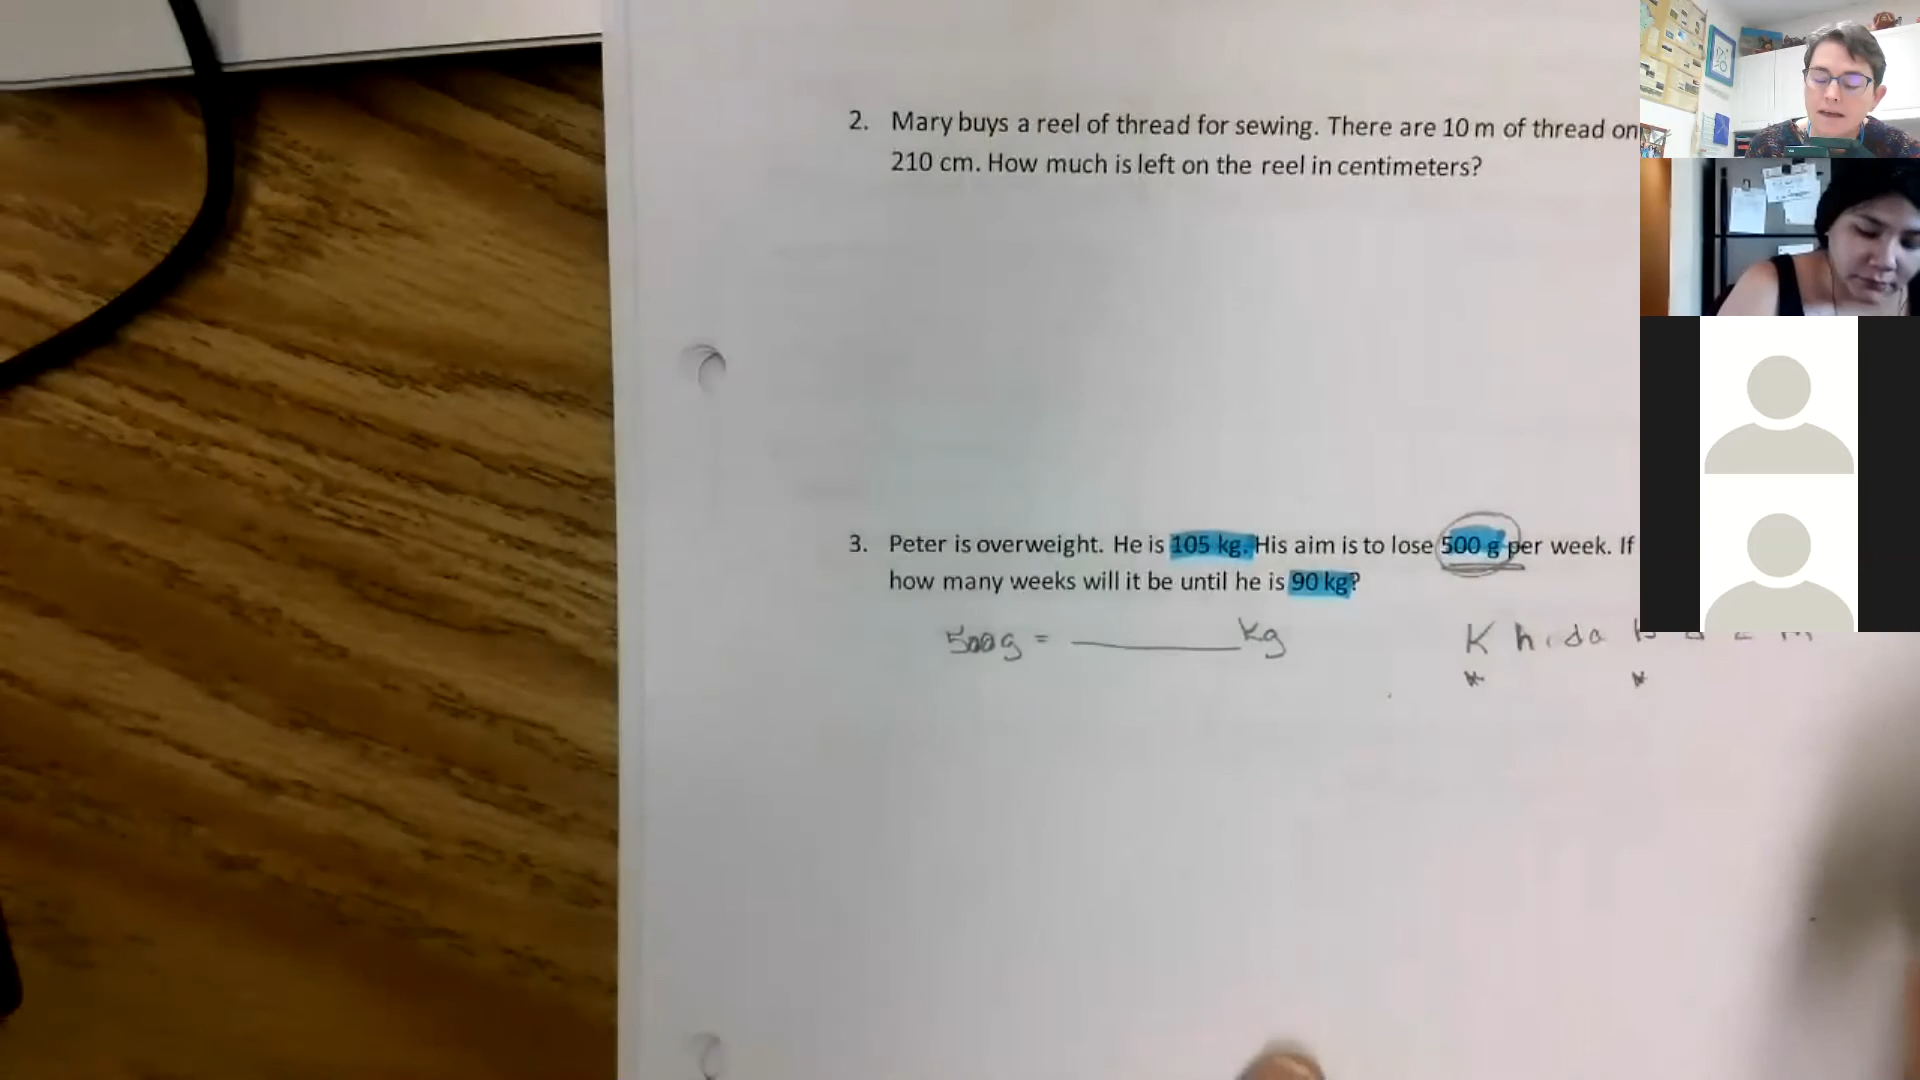 2. Mary buys a reel of thread for sewing. There are 10 m of thread on
210 cm. How much is left on the reel in centimeters?
3. Peter is overweight. He is 105 kg. His aim is to lose 500 g per week. If
how many weeks will it be until he is 90 kg?
500g = ________ kg
K h . da